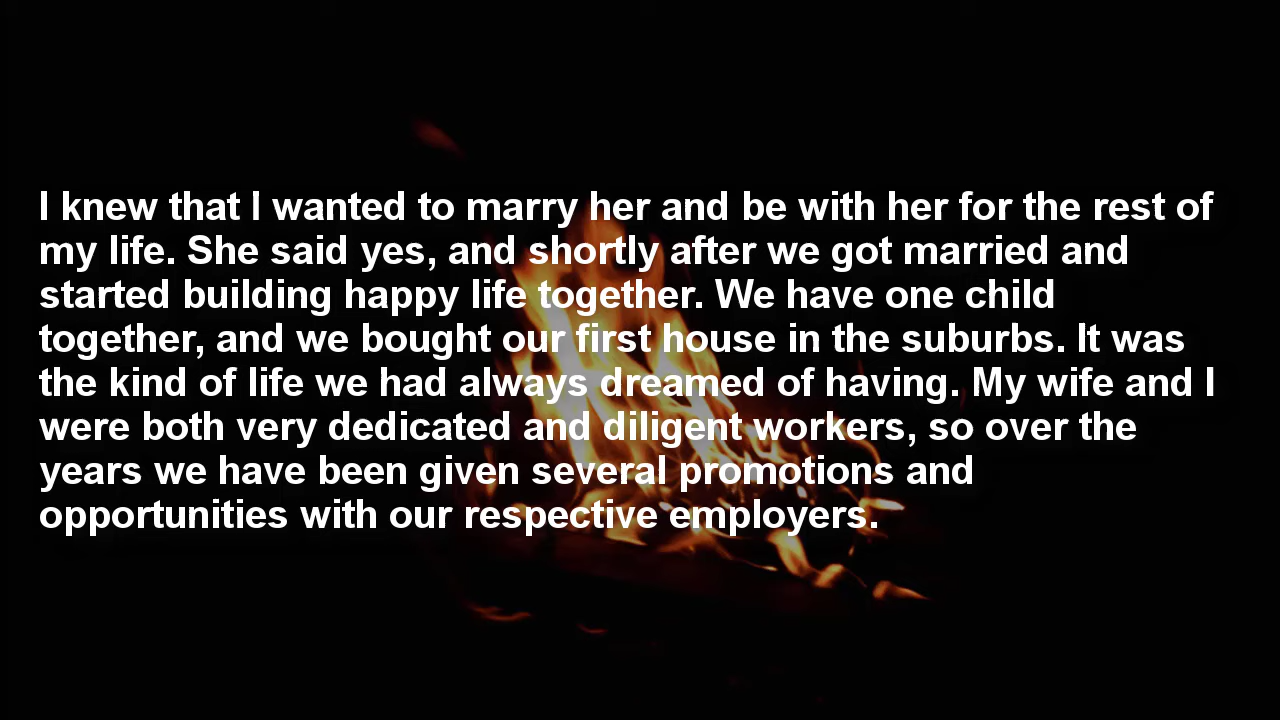 I knew that I wanted to marry her and be with her for the rest of
my life. She said yes, and shortly after we got married and
started building happy life together. We have one child
together, and we bought our first house in the suburbs. It was
the kind of life we had always dreamed of having. My wife and I
were both very dedicated and diligent workers, so over the
years we have been given several promotions and
opportunities with our respective employers.